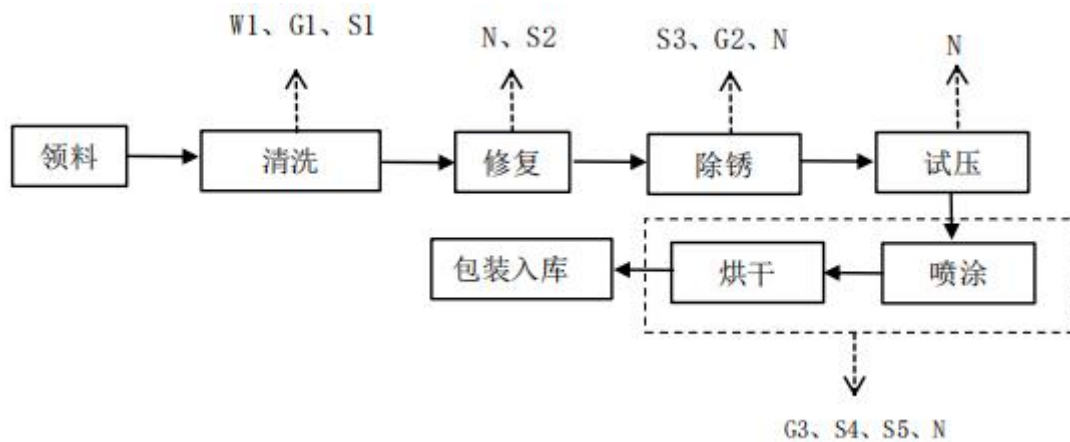 W1、G1、S1
N、S2
S3、G2、N
N
领料
清洗
修复
除锈
试压
包装入库
烘干
喷涂
G3、S4、S5、N